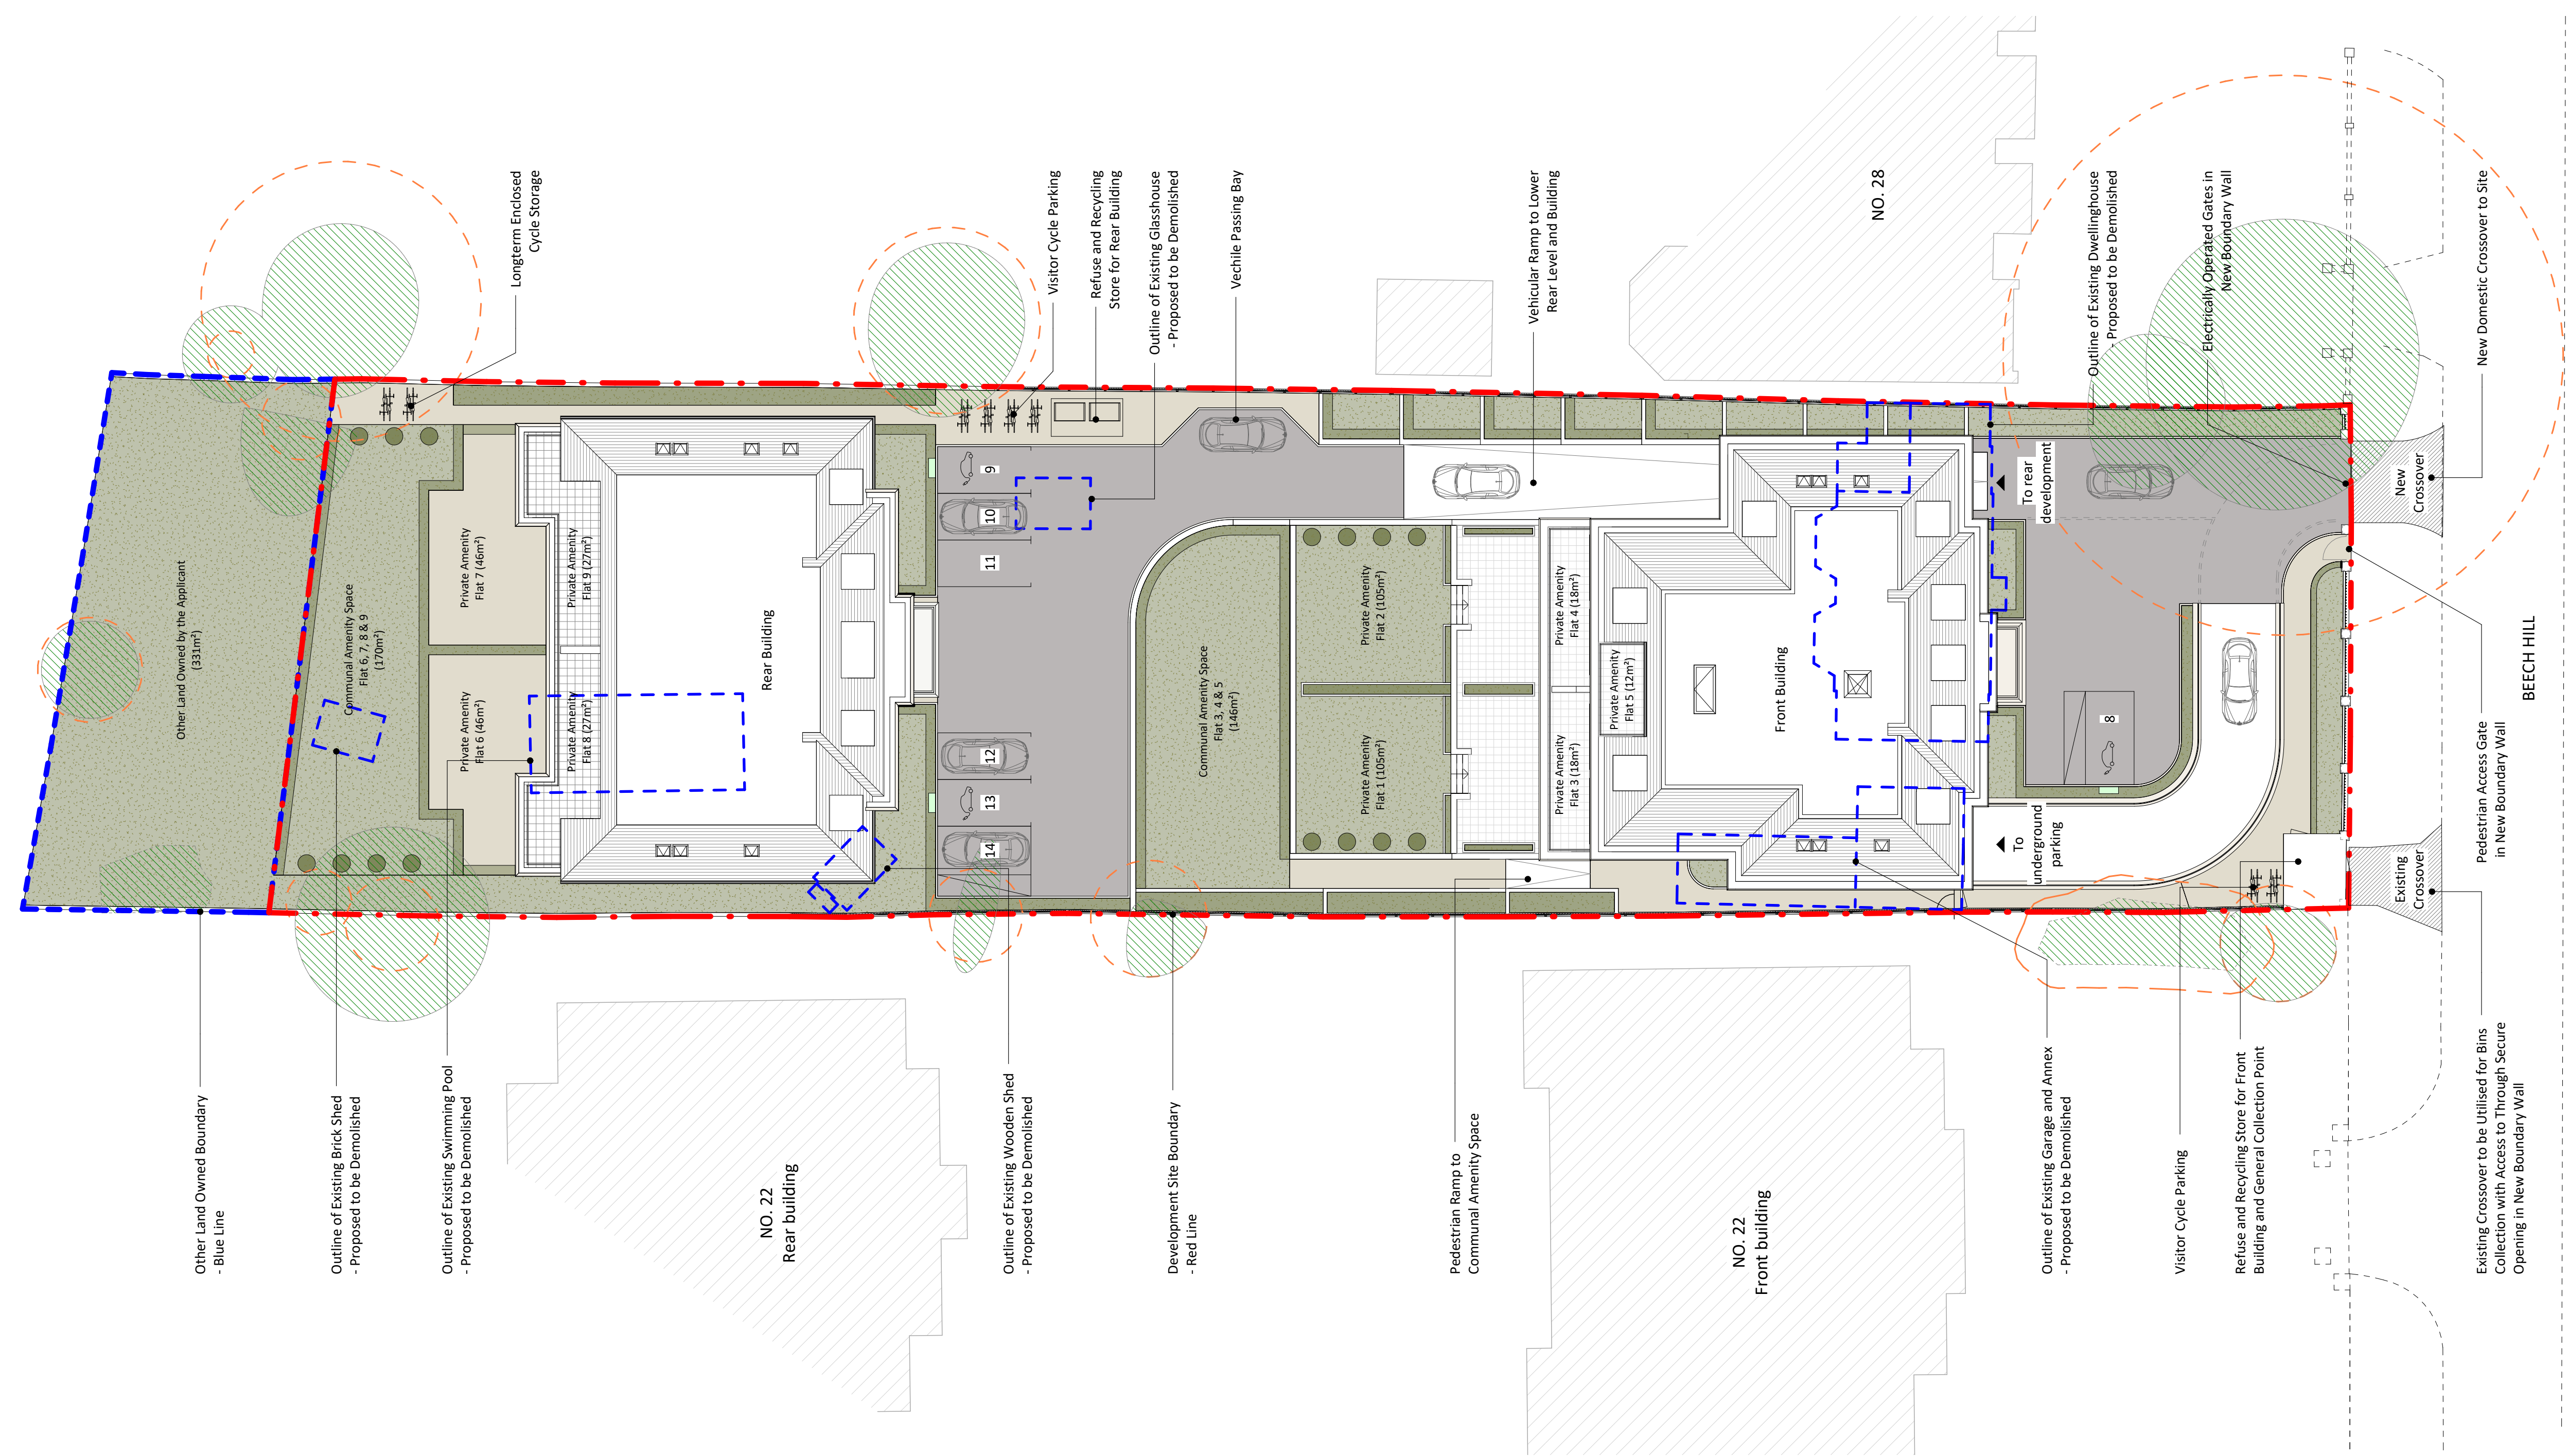 Other Land Owned by the Applicant
(331m²)
Communal Amenity Space
Flat 6, 7, 8 & 9
(170m²)
Private Amenity
Flat 7 (46m²)
Private Amenity
Flat 6 (46m²)
Private Amenity
Flat 9 (27m²)
Private Amenity
Flat 8 (27m²)
Rear Building
9
10
11
12
13
14
Communal Amenity Space
Flat 3, 4 & 5
(146m²)
Private Amenity
Flat 2 (105m²)
Private Amenity
Flat 1 (105m²)
Private Amenity
Flat 4 (18m²)
Private Amenity
Flat 3 (18m²)
Private Amenity
Flat 5 (12m²)
Front Building
To rear
development
To
underground
parking
8
New
Crossover
Existing
Crossover
BEECH HILL
NO. 28
NO. 22
Rear building
NO. 22
Front building
Longterm Enclosed
Cycle Storage
Visitor Cycle Parking
Refuse and Recycling
Store for Rear Building
Outline of Existing Glasshouse
- Proposed to be Demolished
Vechile Passing Bay
Vehicular Ramp to Lower
Rear Level and Building
Outline of Existing Dwellinghouse
- Proposed to be Demolished
Electrically Operated Gates in
New Boundary Wall
New Domestic Crossover to Site
Other Land Owned Boundary
- Blue Line
Outline of Existing Brick Shed
- Proposed to be Demolished
Outline of Existing Swimming Pool
- Proposed to be Demolished
Outline of Existing Wooden Shed
- Proposed to be Demolished
Development Site Boundary
- Red Line
Pedestrian Ramp to
Communal Amenity Space
Outline of Existing Garage and Annex
- Proposed to be Demolished
Visitor Cycle Parking
Refuse and Recycling Store for Front
Building and General Collection Point
Pedestrian Access Gate
in New Boundary Wall
Existing Crossover to be Utilised for Bins
Collection with Access to Through Secure
Opening in New Boundary Wall